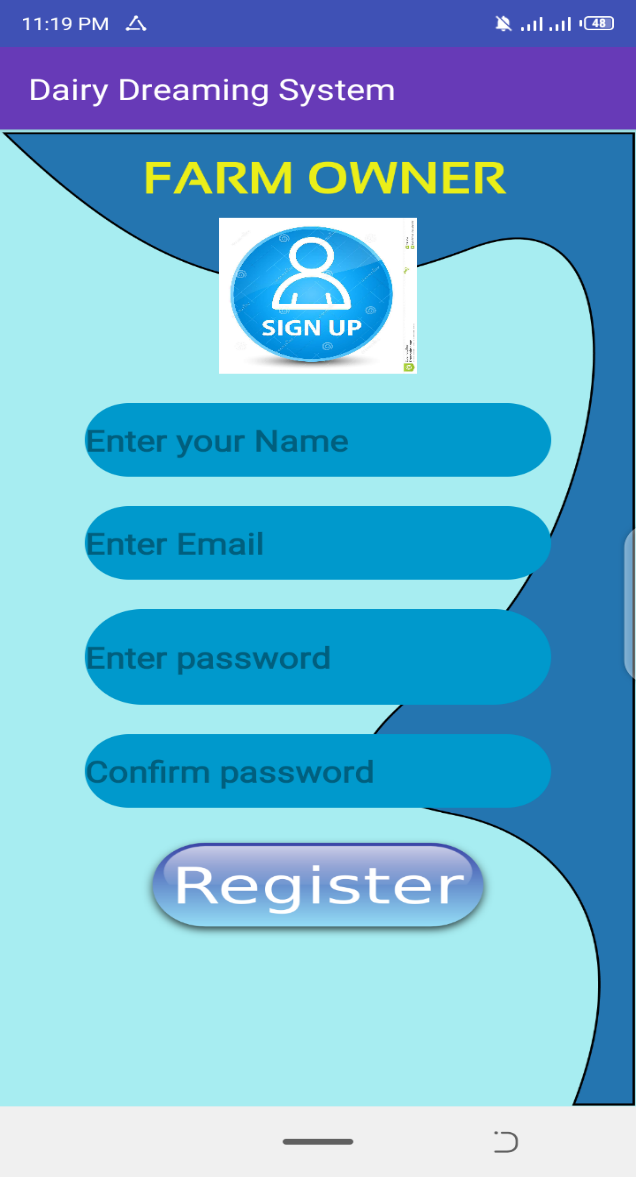 11:19 PM
48
Dairy Dreaming System
FARM OWNER
SIGN UP
Enter your Name
Enter Email
Enter password
Confirm password
Register